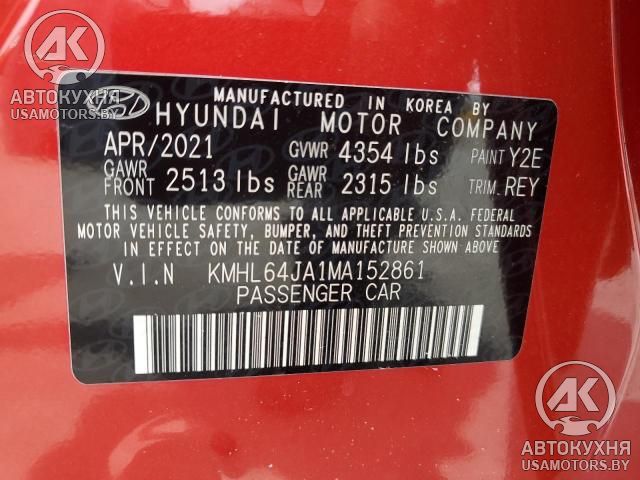 AK
АВТОКУХНЯ
USAMOTORS.BY
MANUFACTURED IN KOREA BY
HYUNDAI MOTOR COMPANY
APR/2021 GVWR 4354 lbs PAINT Y2E
GAWR FRONT 2513 lbs GAWR REAR 2315 lbs TRIM. REY
THIS VEHICLE CONFORMS TO ALL APPLICABLE U.S.A. FEDERAL
MOTOR VEHICLE SAFETY, BUMPER, AND THEFT PREVENTION STANDARDS
IN EFFECT ON THE DATE OF MANUFACTURE SHOWN ABOVE.
V.I.N KMHL64JA1MA152861
PASSENGER CAR
AK
АВТОКУХНЯ
USAMOTORS.BY